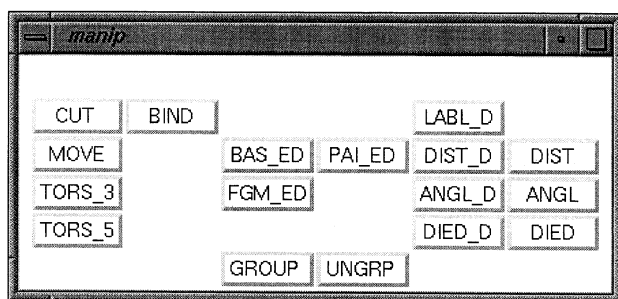 manip
CUT BIND LABL_D
MOVE BAS_ED PAI_ED DIST_D DIST
TORS_3 FGM_ED ANGL_D ANGL
TORS_5 DIED_D DIED
GROUP UNGRP